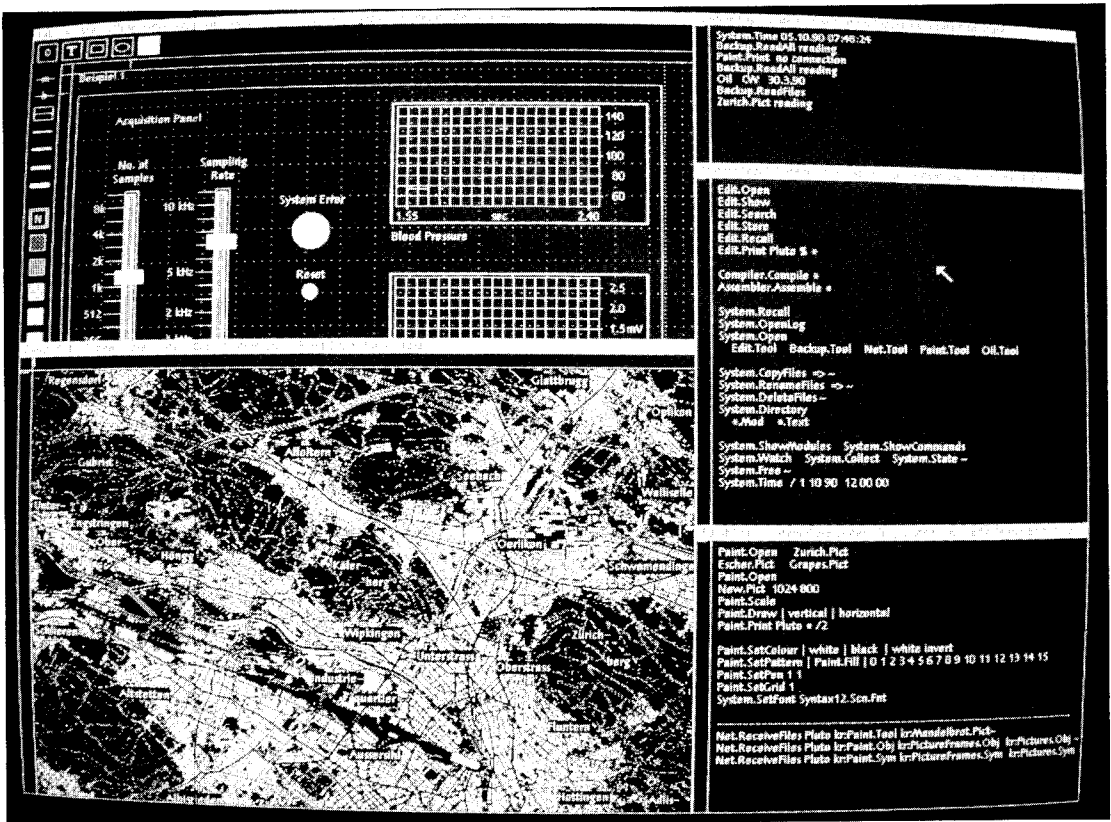 T
Beispiel 1
Acquisition Panel
No. of
Samples
Sampling
Rate
8k
4k
2k
1k
512
10 kHz
5 kHz
2 kHz
System Error
Reset
140
120
100
80
60
1.55 sec 2.40
Blood Pressure
2.5
2.0
1.5mV
Regensdorf
Glattbrugg
Opfikon
Affoltern
Gubrist
Seebach
Walliselle
Engstringen
Ober
Höngg
Oerlikon
Käfer
Schwamendinge
Schlieren
Wipkingen
Zürich
berg
Unterstrass
Oberstrass
Industrie
quartier
Altstetten
Fluntern
Aussersihl
Albisrieden
Hottingen
System.Time 05.10.90 07:48:24
Backup.ReadAll reading
Paint.Print no connection
Backup.ReadAll reading
Oil CW 30.3.90
Backup.ReadFiles
Zurich.Pict reading
Edit.Open
Edit.Show
Edit.Search
Edit.Store
Edit.Recall
Edit.Print Pluto % *
Compiler.Compile *
Assembler.Assemble *
System.Recall
System.OpenLog
System.Open
Edit.Tool Backup.Tool Net.Tool Paint.Tool Oil.Tool
System.CopyFiles => ~
System.RenameFiles => ~
System.DeleteFiles ~
System.Directory
*.Mod *.Text
System.ShowModules System.ShowCommands
System.Watch System.Collect System.State ~
System.Free ~
System.Time / 1 10 90 12 00 00
Paint.Open Zurich.Pict
Escher.Pict Grapes.Pict
Paint.Open
New.Pict 1024 800
Paint.Scale
Paint.Draw | vertical | horizontal
Paint.Print Pluto * /2
Paint.SetColour | white | black | white invert
Paint.SetPattern | Paint.Fill | 0 1 2 3 4 5 6 7 8 9 10 11 12 13 14 15
Paint.SetPen 1 1
Paint.SetGrid 1
System.SetFont Syntax12.Scn.Fnt
Net.ReceiveFiles Pluto kr:Paint.Tool kr:Mandelbrot.Pict~
Net.ReceiveFiles Pluto kr:Paint.Obj kr:PictureFrames.Obj kr:Pictures.Obj ~
Net.ReceiveFiles Pluto kr:Paint.Sym kr:PictureFrames.Sym kr:Pictures.Sym